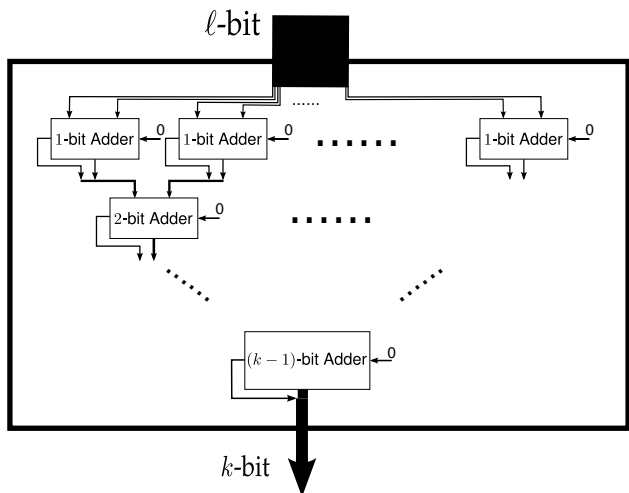 ℓ-bit
......
1-bit Adder 0 1-bit Adder 0 ...... 1-bit Adder 0
2-bit Adder 0 ......
(k − 1)-bit Adder 0
k-bit